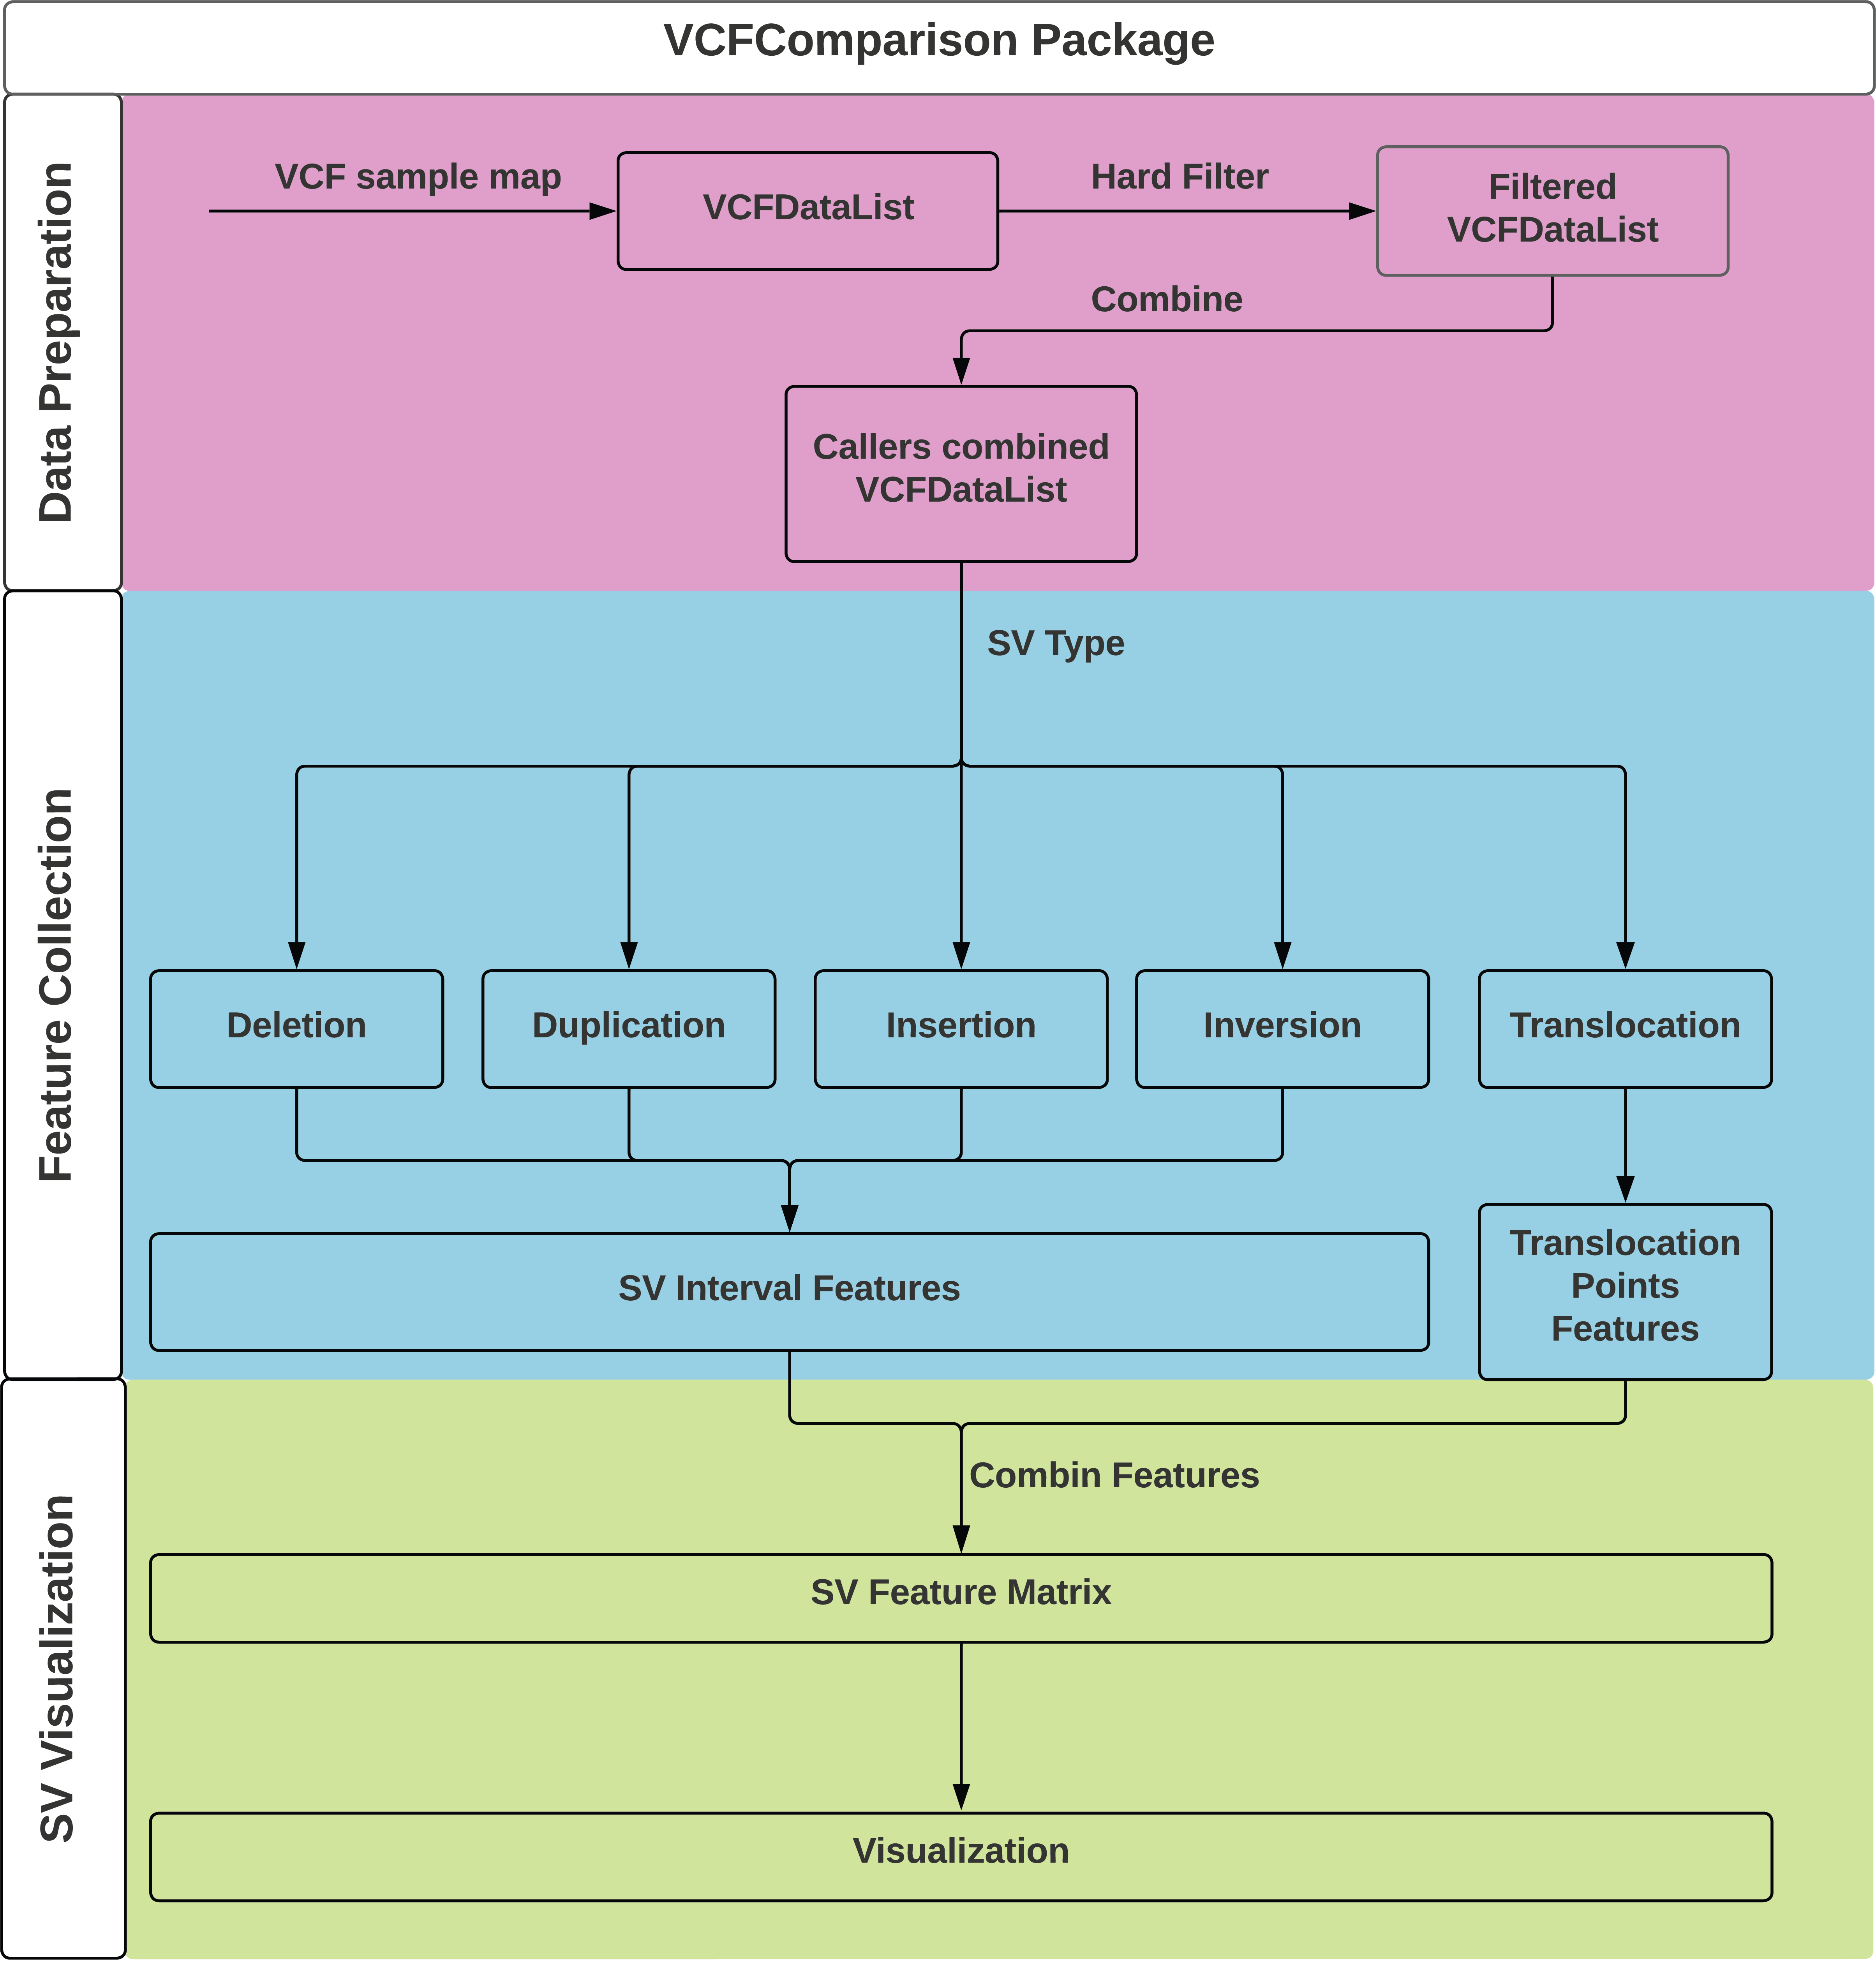 VCFComparison Package
Data Preparation
VCF sample map
VCFDataList
Hard Filter
Filtered
VCFDataList
Combine
Callers combined
VCFDataList
Feature Collection
SV Type
Deletion
Duplication
Insertion
Inversion
Translocation
SV Interval Features
Translocation
Points
Features
SV Visualization
Combin Features
SV Feature Matrix
Visualization